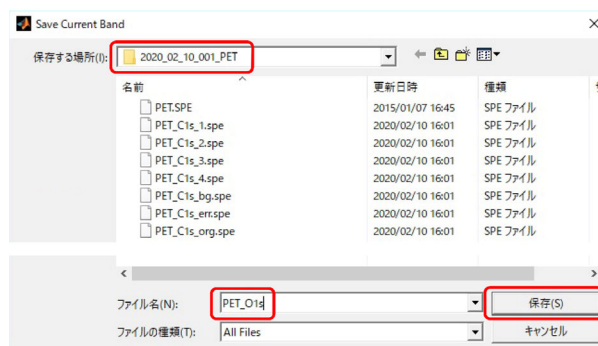 Save Current Band
保存する場所(I): 2020_02_10_001_PET
名前 更新日時 種類
PET.SPE 2015/01/07 16:45 SPE ファイル
PET_C1s_1.spe 2020/02/10 16:01 SPE ファイル
PET_C1s_2.spe 2020/02/10 16:01 SPE ファイル
PET_C1s_3.spe 2020/02/10 16:01 SPE ファイル
PET_C1s_4.spe 2020/02/10 16:01 SPE ファイル
PET_C1s_bg.spe 2020/02/10 16:01 SPE ファイル
PET_C1s_err.spe 2020/02/10 16:01 SPE ファイル
PET_C1s_org.spe 2020/02/10 16:01 SPE ファイル
ファイル名(N): PET_O1s 保存(S)
ファイルの種類(T): All Files キャンセル